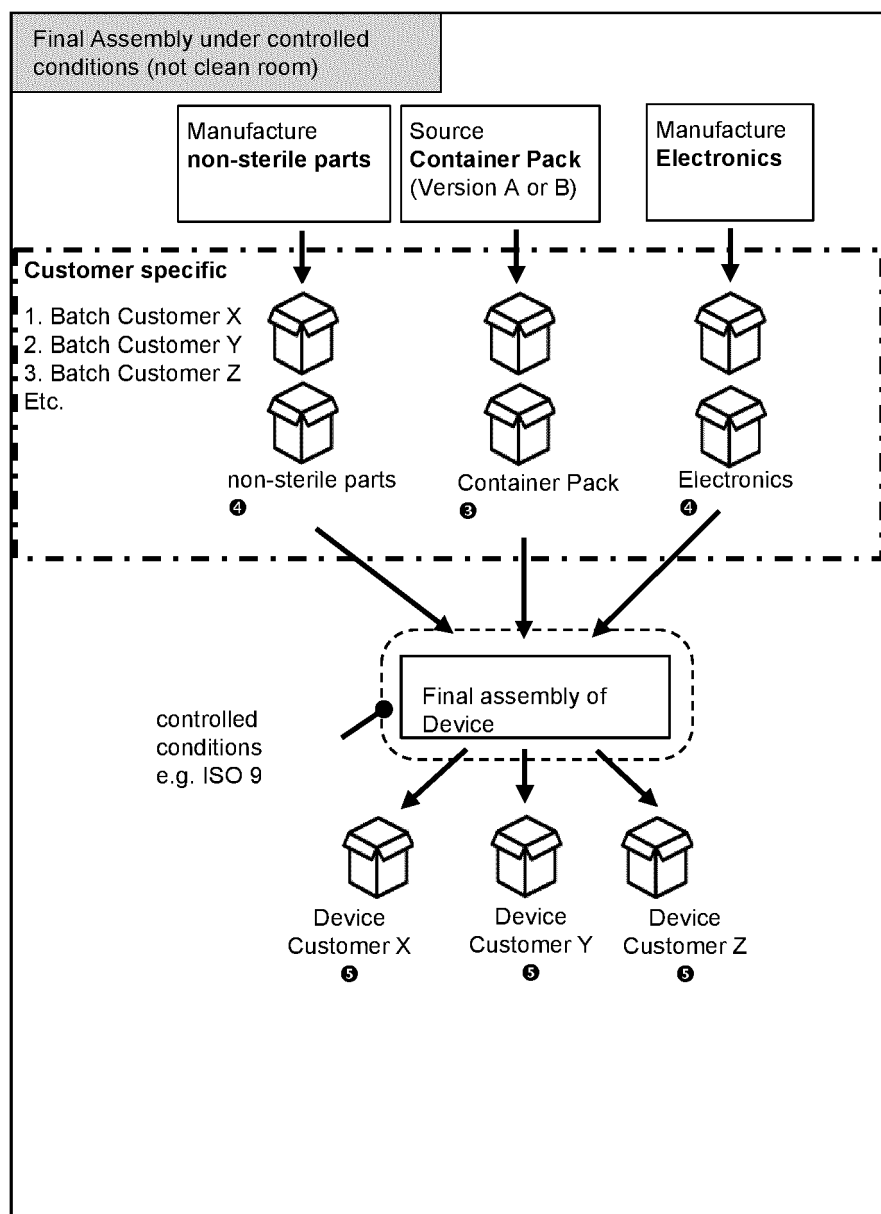 Final Assembly under controlled
conditions (not clean room)
Manufacture
non-sterile parts
Source
Container Pack
(Version A or B)
Manufacture
Electronics
Customer specific
1. Batch Customer X
2. Batch Customer Y
3. Batch Customer Z
Etc.
non-sterile parts
❹
Container Pack
❸
Electronics
❹
Final assembly of
Device
controlled
conditions
e.g. ISO 9
Device
Customer X
❺
Device
Customer Y
❺
Device
Customer Z
❺